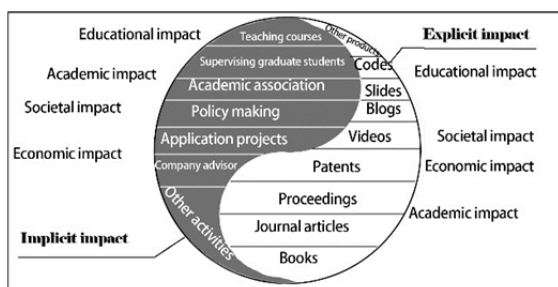 Educational impact
Academic impact
Societal impact
Economic impact
Implicit impact
Teaching courses
Supervising graduate students
Academic association
Policy making
Application projects
Company advisor
Other activities
Other products
Codes
Slides
Blogs
Videos
Patents
Proceedings
Journal articles
Books
Explicit impact
Educational impact
Societal impact
Economic impact
Academic impact